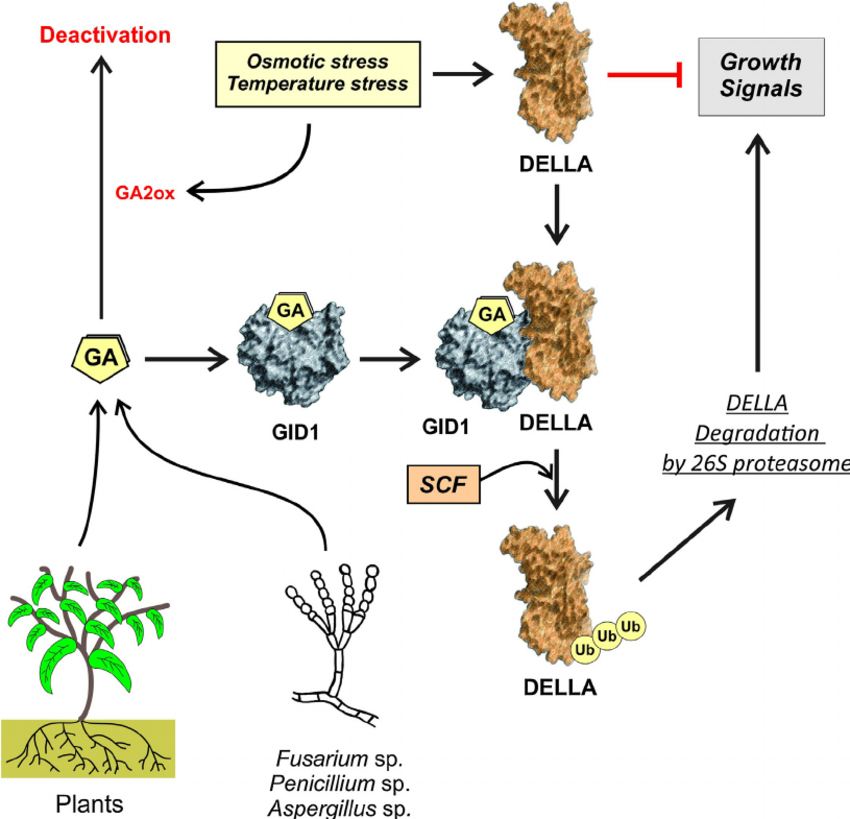 Deactivation
Osmotic stress
Temperature stress
Growth
Signals
DELLA
GA2ox
GA
GA
GA
GID1
GID1
DELLA
DELLA
Degradation
by 26S proteasome
SCF
Ub
Ub
Ub
DELLA
Fusarium sp.
Penicillium sp.
Aspergillus sp.
Plants